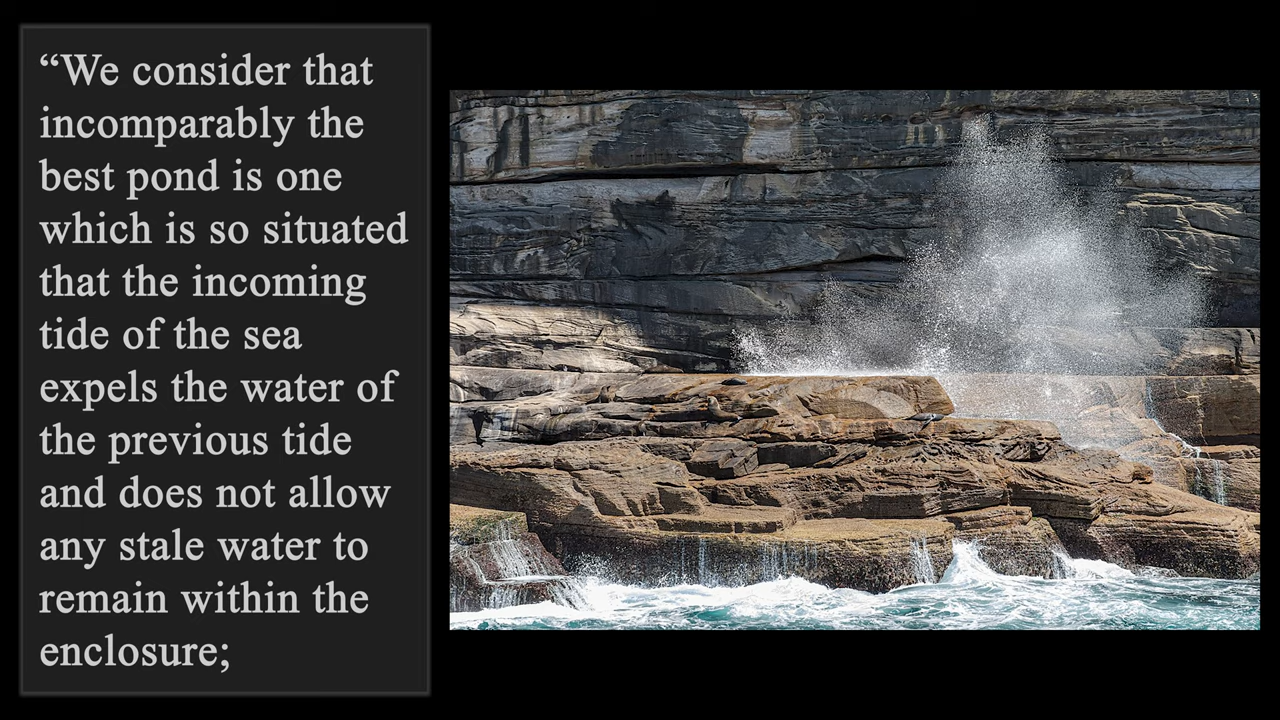 “We consider that
incomparably the
best pond is one
which is so situated
that the incoming
tide of the sea
expels the water of
the previous tide
and does not allow
any stale water to
remain within the
enclosure;